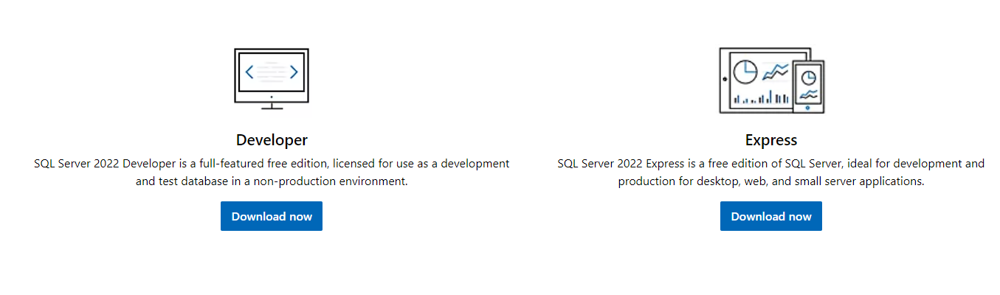 Developer
SQL Server 2022 Developer is a full-featured free edition, licensed for use as a development
and test database in a non-production environment.
Download now
Express
SQL Server 2022 Express is a free edition of SQL Server, ideal for development and
production for desktop, web, and small server applications.
Download now